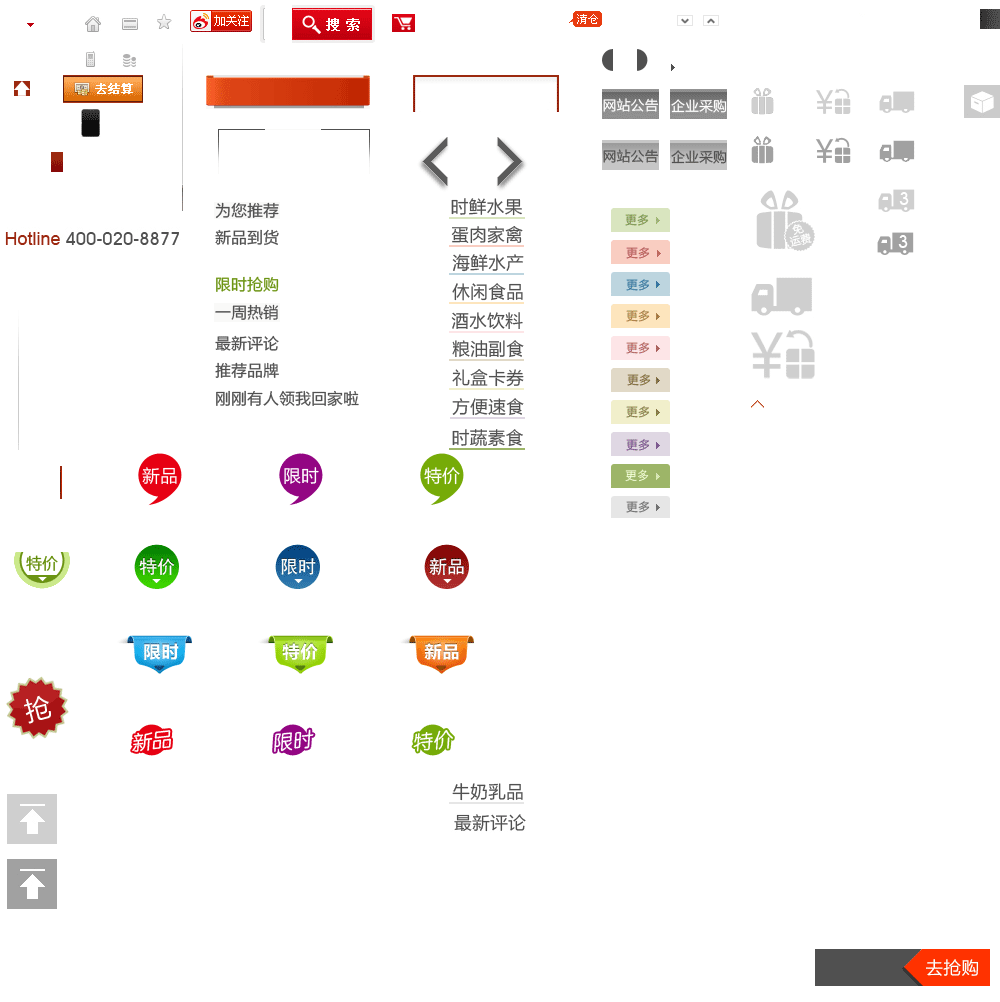 加关注
搜 索
清仓
去结算
网站公告
企业采购
网站公告
企业采购
3
3
免运费
Hotline 400-020-8877
为您推荐
新品到货
限时抢购
一周热销
最新评论
推荐品牌
刚刚有人领我回家啦
时鲜水果
蛋肉家禽
海鲜水产
休闲食品
酒水饮料
粮油副食
礼盒卡券
方便速食
时蔬素食
更多
更多
更多
更多
更多
更多
更多
更多
更多
更多
新品
限时
特价
特价
特价
限时
新品
限时
特价
新品
抢
新品
限时
特价
牛奶乳品
最新评论
去抢购